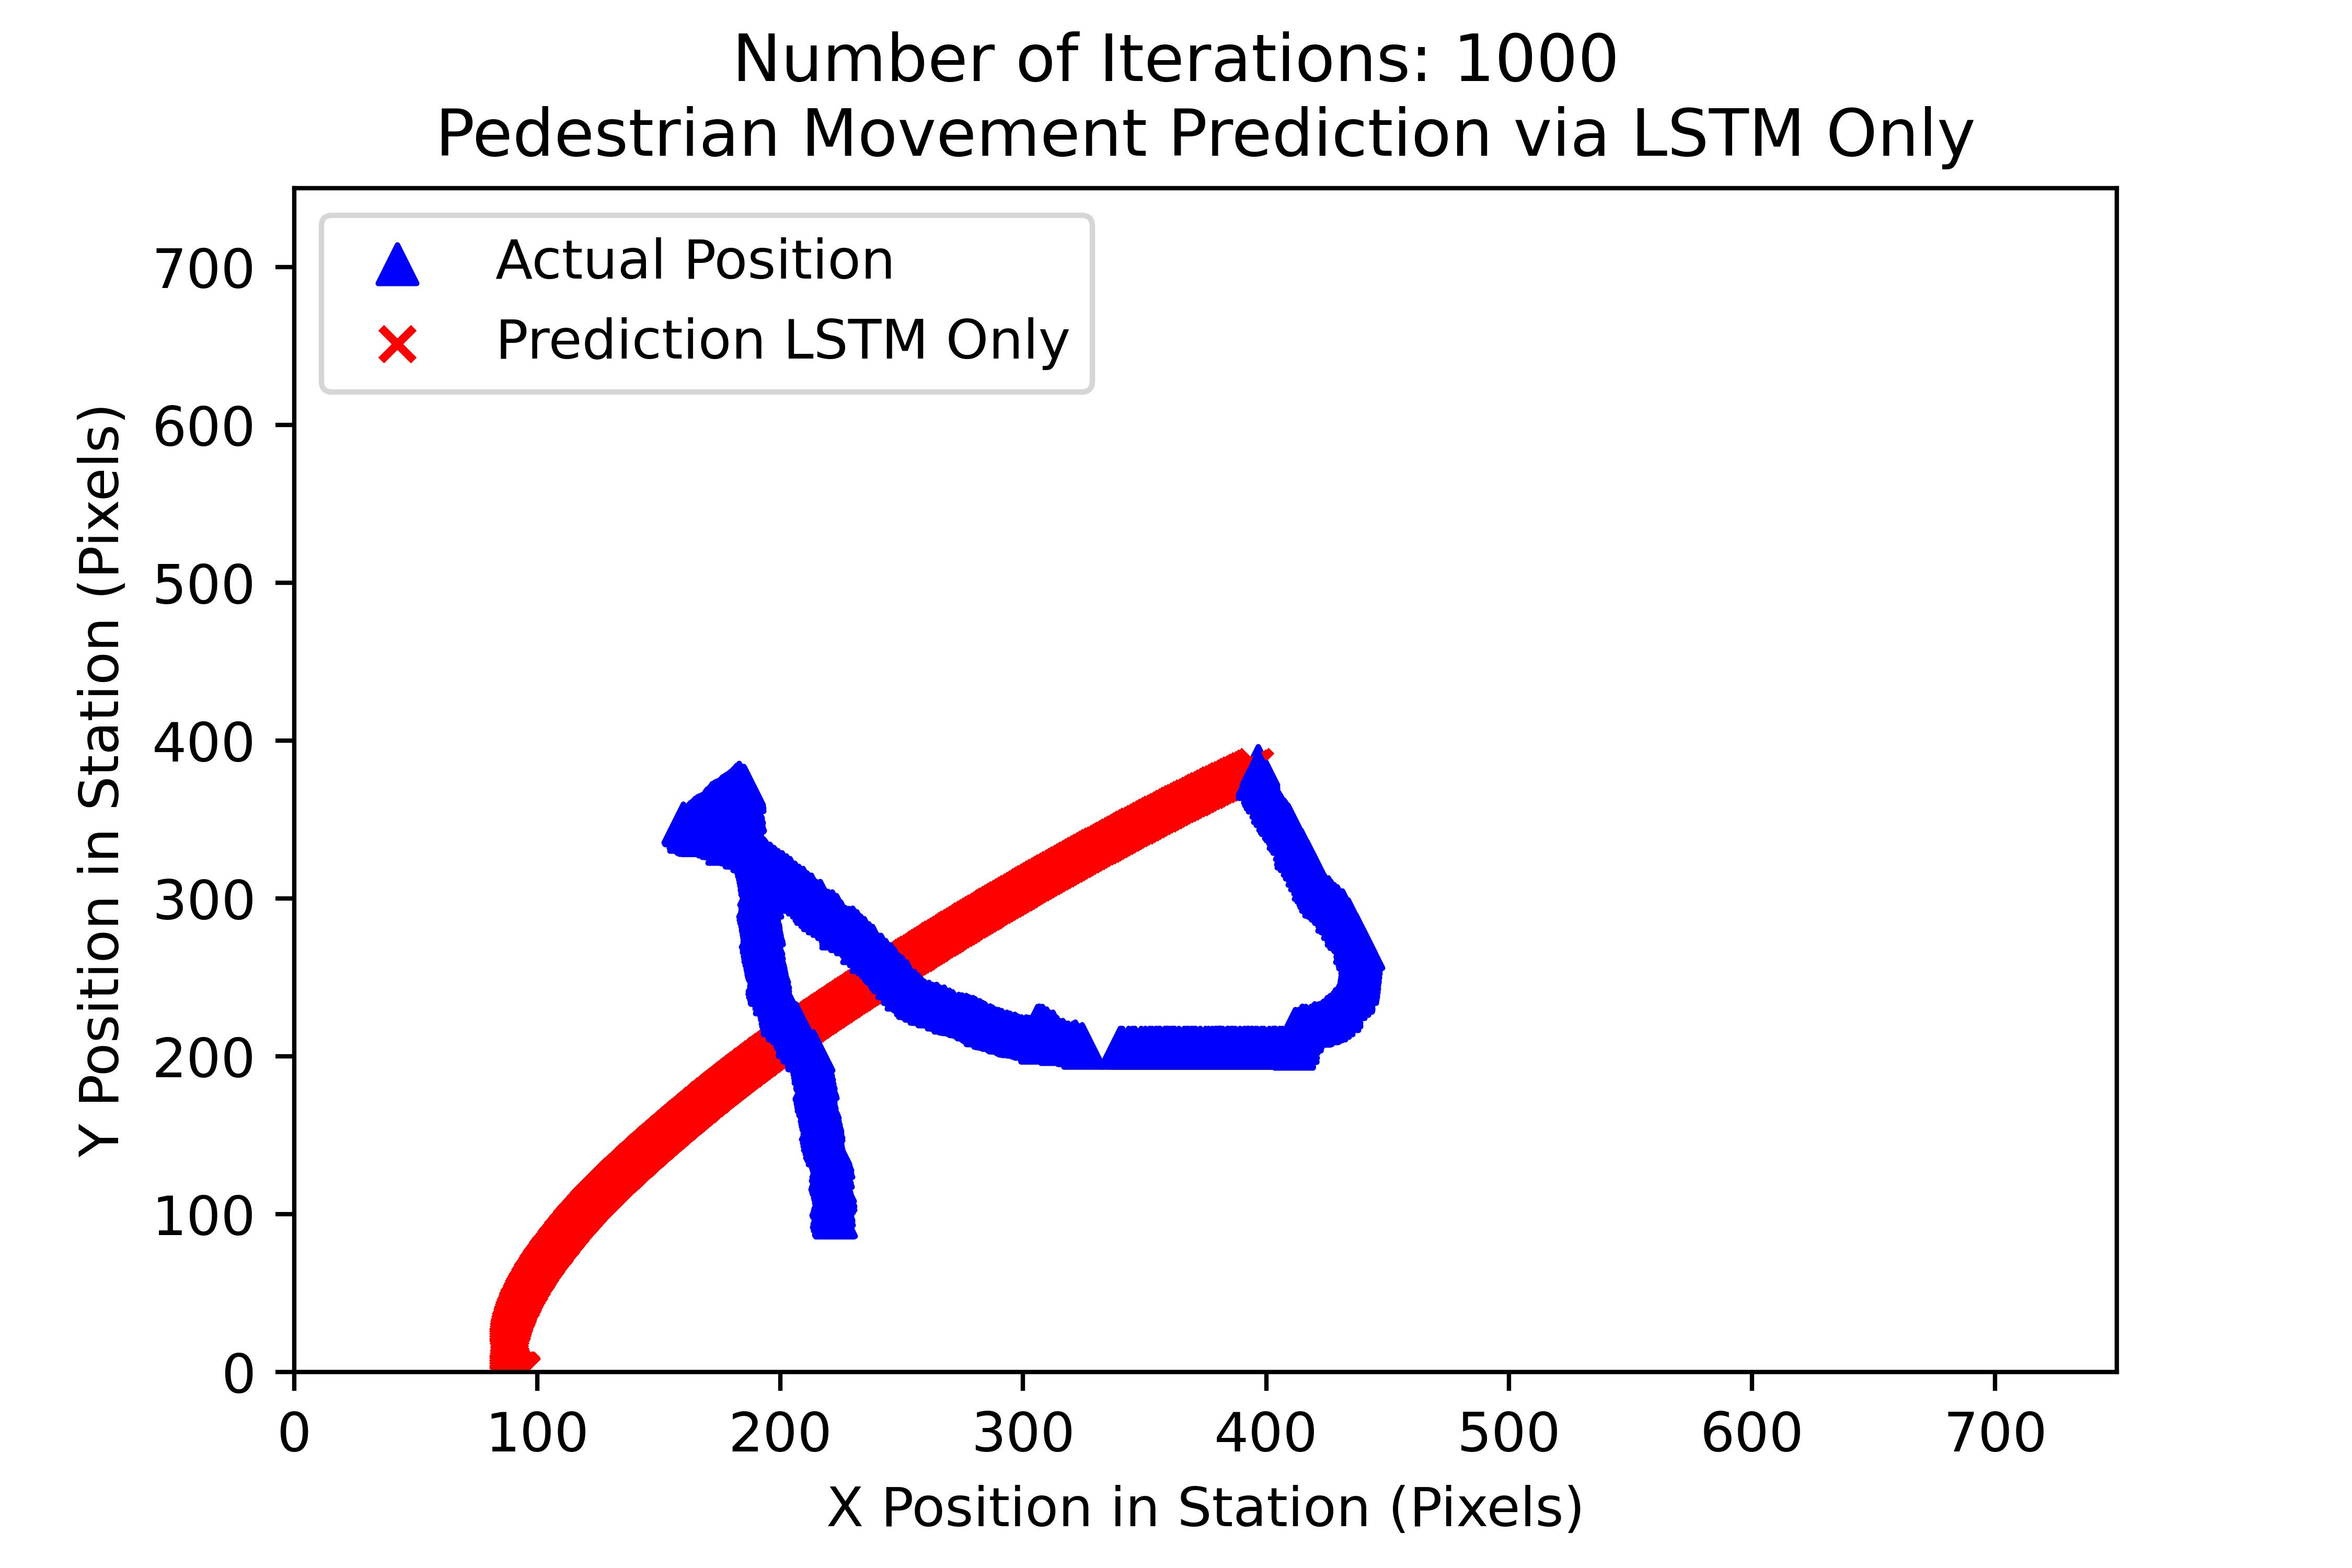 Number of Iterations: 1000
Pedestrian Movement Prediction via LSTM Only
Actual Position
Prediction LSTM Only
Y Position in Station (Pixels)
700
600
500
400
300
200
100
0
0 100 200 300 400 500 600 700
X Position in Station (Pixels)